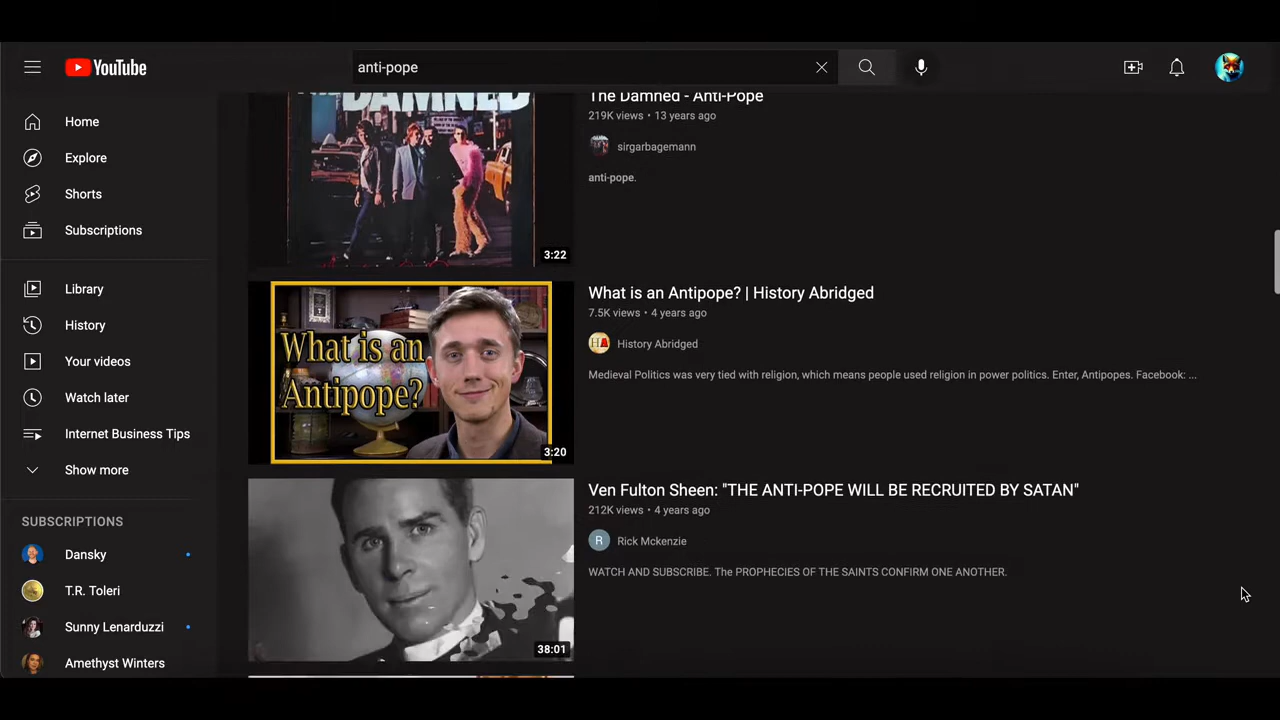 YouTube
anti-pope
Home
Explore
Shorts
Subscriptions
Library
History
Your videos
Watch later
Internet Business Tips
Show more
SUBSCRIPTIONS
Dansky
T.R. Toleri
Sunny Lenarduzzi
Amethyst Winters
DAMNED
3:22
The Damned - Anti-Pope
219K views • 13 years ago
sirgarbagemann
anti-pope.
What is an
Antipope?
3:20
What is an Antipope? | History Abridged
7.5K views • 4 years ago
HA
History Abridged
Medieval Politics was very tied with religion, which means people used religion in power politics. Enter, Antipopes. Facebook: ...
38:01
Ven Fulton Sheen: "THE ANTI-POPE WILL BE RECRUITED BY SATAN"
212K views • 4 years ago
R
Rick Mckenzie
WATCH AND SUBSCRIBE. The PROPHECIES OF THE SAINTS CONFIRM ONE ANOTHER.